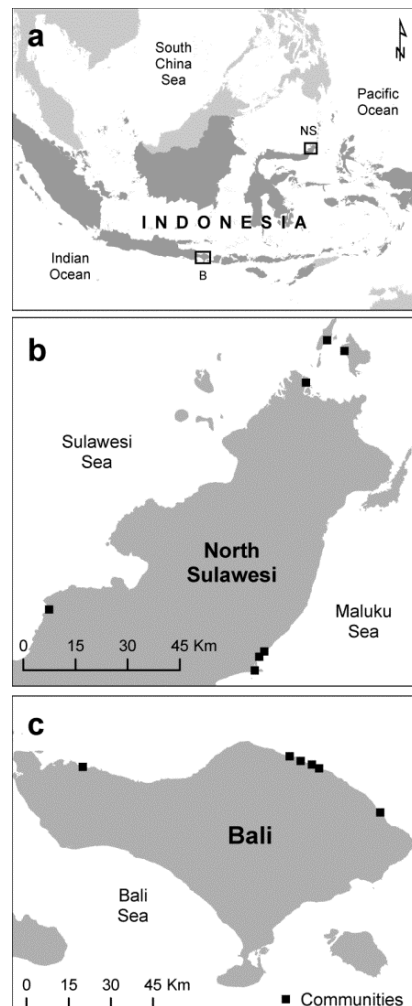 a
South
China
Sea
N
Pacific
Ocean
NS
INDONESIA
Indian
Ocean
B
b
Sulawesi
Sea
North
Sulawesi
Maluku
Sea
0 15 30 45 Km
c
Bali
Bali
Sea
0 15 30 45 Km
Communities